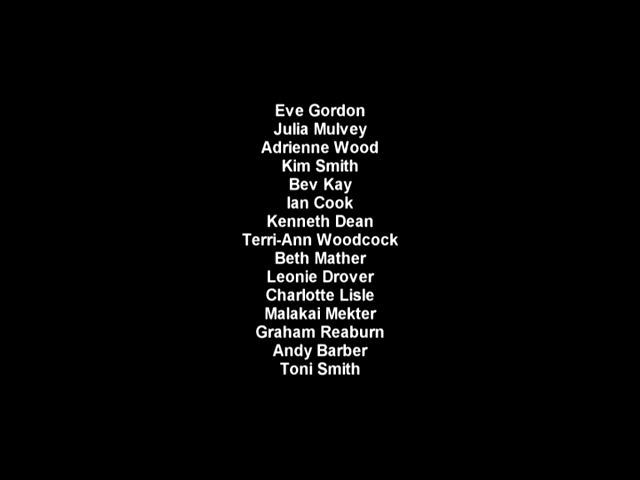 Eve Gordon
Julia Mulvey
Adrienne Wood
Kim Smith
Bev Kay
Ian Cook
Kenneth Dean
Terri-Ann Woodcock
Beth Mather
Leonie Drover
Charlotte Lisle
Malakai Mekter
Graham Reaburn
Andy Barber
Toni Smith